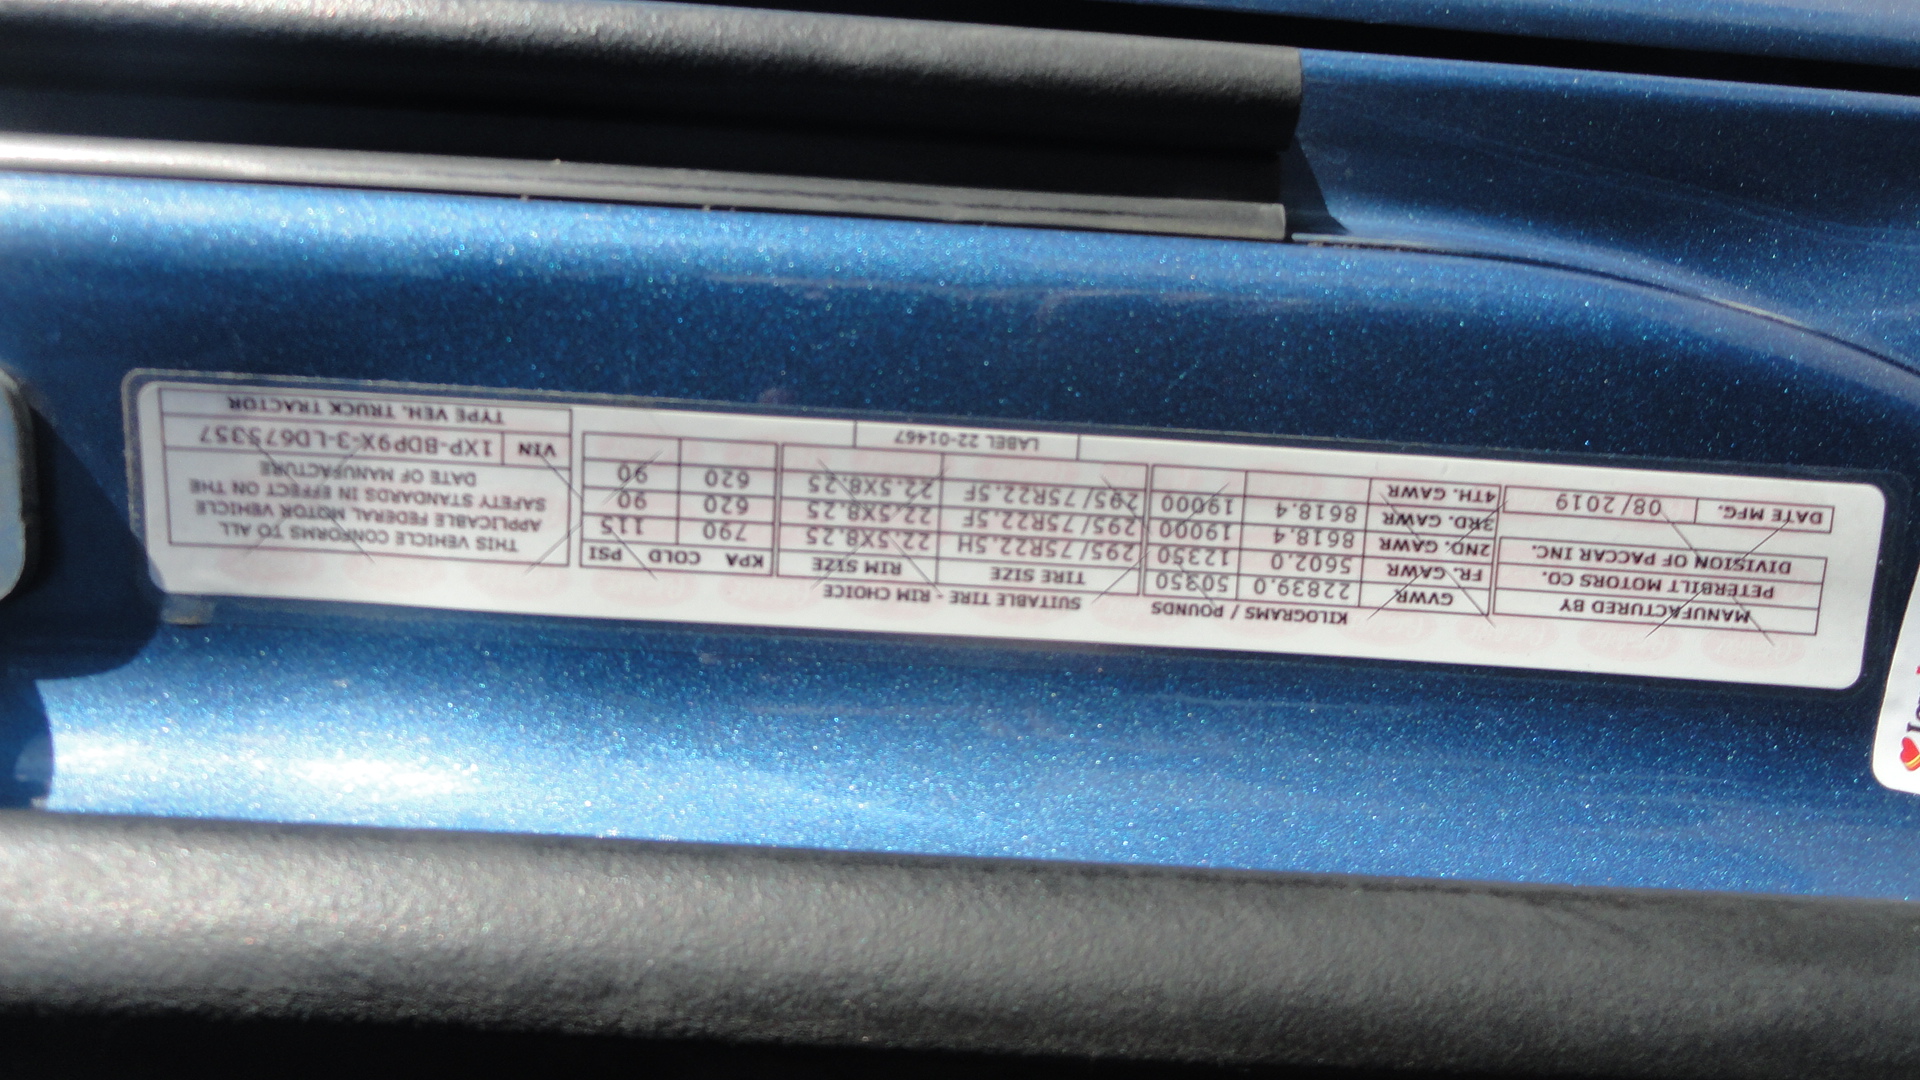 MANUFACTURED BY
PETERBILT MOTORS CO.
DIVISION OF PACCAR INC.
DATE MFG. 08/2019
KILOGRAMS / POUNDS
GVWR 22839.0 50350
FR. GAWR 5602.0 12350
2ND. GAWR 8618.4 19000
3RD. GAWR 8618.4 19000
4TH. GAWR
SUITABLE TIRE - RIM CHOICE
TIRE SIZE RIM SIZE
295/75R22.5H 22.5X8.25
295/75R22.5F 22.5X8.25
295/75R22.5F 22.5X8.25
KPA COLD PSI
790 115
620 90
620 90
LABEL 22-01467
THIS VEHICLE CONFORMS TO ALL
APPLICABLE FEDERAL MOTOR VEHICLE
SAFETY STANDARDS IN EFFECT ON THE
DATE OF MANUFACTURE
VIN 1XP-BDP9X-3-LD675357
TYPE VEH. TRUCK TRACTOR